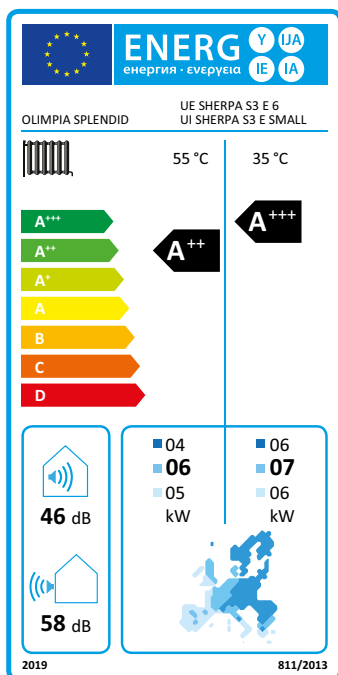 ENERG Y IJA
енергия · ενεργεια IE IA
UE SHERPA S3 E 6
OLIMPIA SPLENDID UI SHERPA S3 E SMALL
55 °C 35 °C
A+++
A++
A+
A
B
C
D
A++
A+++
46 dB
58 dB
04
06
05
kW
06
07
06
kW
2019 811/2013